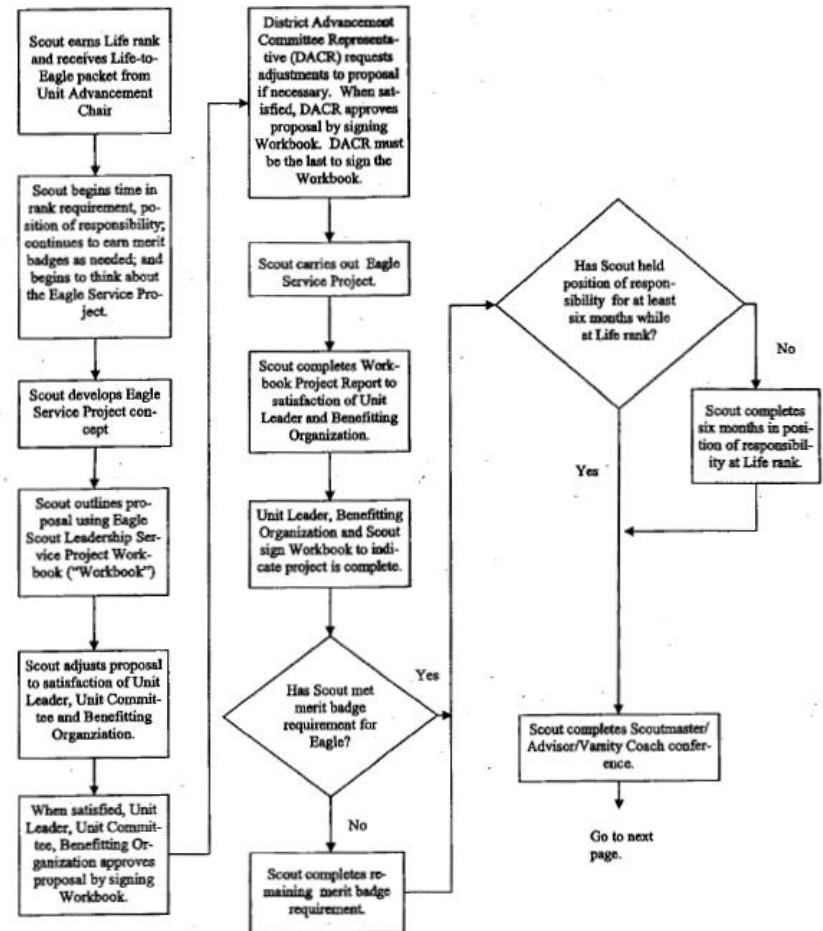 Scout earns Life rank
and receives Life-to-
Eagle packet from
Unit Advancement
Chair
Scout begins time in
rank requirement, po-
sition of responsibility;
continues to earn merit
badges as needed; and
begins to think about
the Eagle Service Pro-
ject.
Scout develops Eagle
Service Project con-
cept
Scout outlines pro-
posal using Eagle
Scout Leadership Ser-
vice Project Work-
book ("Workbook")
Scout adjusts proposal
to satisfaction of Unit
Leader, Unit Commit-
tee and Benefitting
Organziation.
When satisfied, Unit
Leader, Unit Commit-
tee, Benefitting Or-
ganization approves
proposal by signing
Workbook.
District Advancement
Committee Representa-
tive (DACR) requests
adjustments to proposal
if necessary. When sat-
isfied, DACR approves
proposal by signing
Workbook. DACR must
be the last to sign the
Workbook.
Scout carries out Eagle
Service Project.
Scout completes Work-
book Project Report to
satisfaction of Unit
Leader and Benefitting
Organization.
Unit Leader, Benefitting
Organization and Scout
sign Workbook to indi-
cate project is complete.
Has Scout met
merit badge
requirement for
Eagle?
Yes
No
Scout completes re-
maining merit badge
requirement.
Has Scout held
position of respon-
sibility for at least
six months while
at Life rank?
No
Scout completes
six months in posi-
tion of responsibil-
ity at Life rank.
Yes
Scout completes Scoutmaster/
Advisor/Varsity Coach confer-
ence.
Go to next
page.